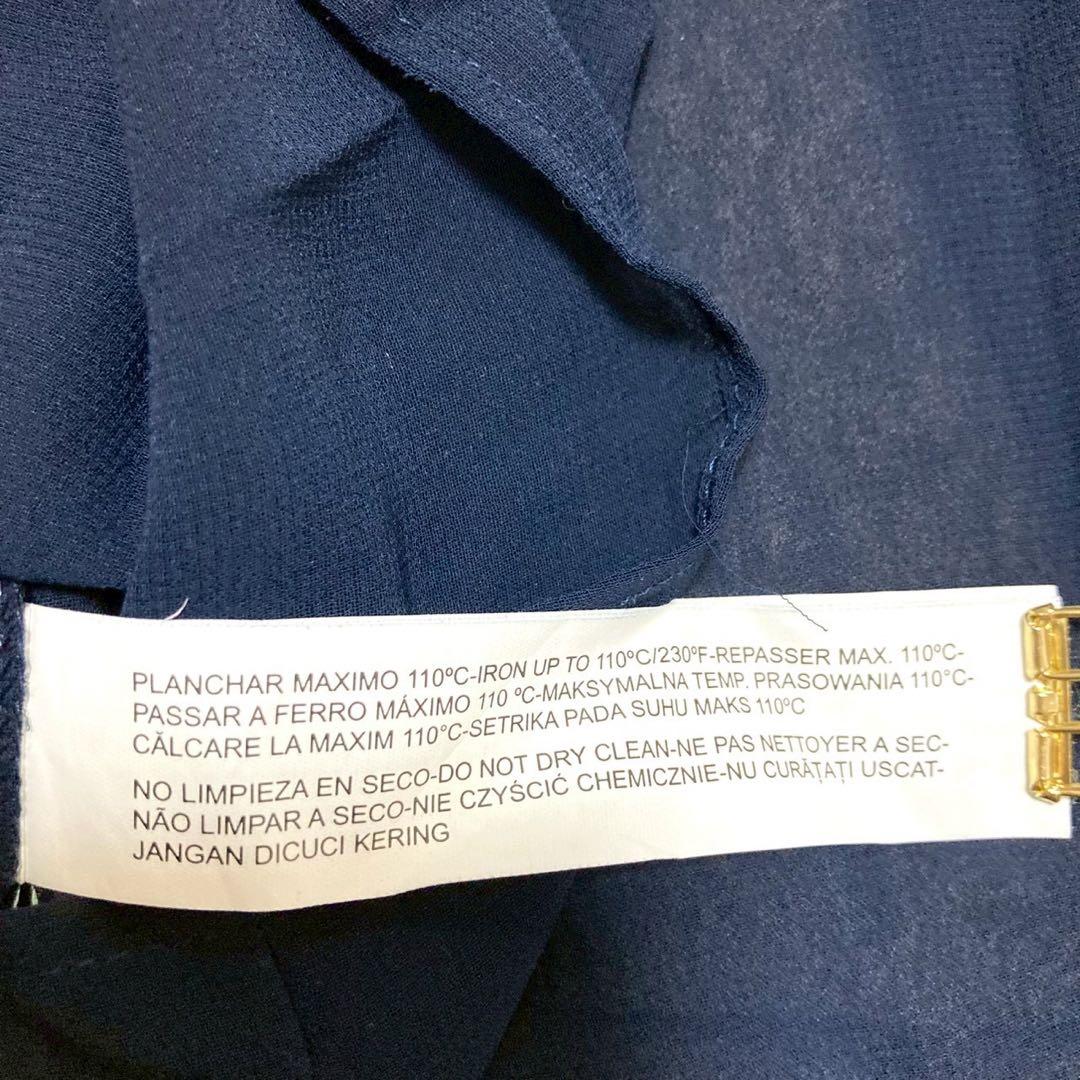 PLANCHAR MAXIMO 110ºC-IRON UP TO 110ºC/230ºF-REPASSER MAX. 110ºC-
PASSAR A FERRO MÁXIMO 110 ºC-MAKSYMALNA TEMP. PRASOWANIA 110°C-
CĂLCARE LA MAXIM 110°C-SETRIKA PADA SUHU MAKS 110ºC
NO LIMPIEZA EN SECO-DO NOT DRY CLEAN-NE PAS NETTOYER A SEC-
NÃO LIMPAR A SECO-NIE CZYŚCIĆ CHEMICZNIE-NU CURĂȚAȚI USCAT-
JANGAN DICUCI KERING